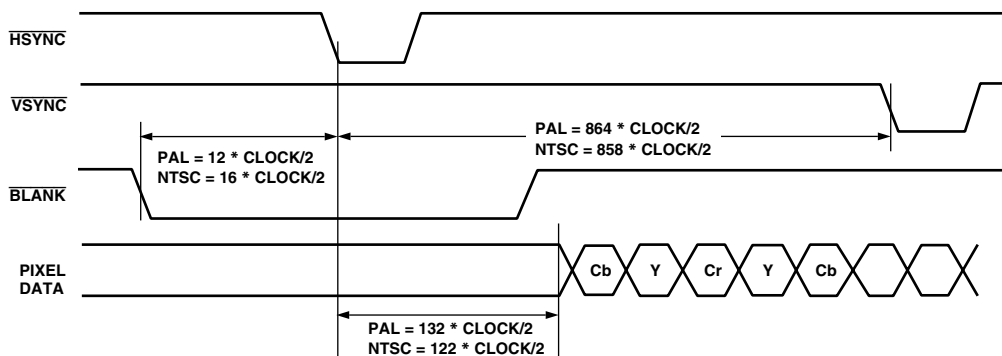 HSYNC
VSYNC
PAL = 864 * CLOCK/2
NTSC = 858 * CLOCK/2
PAL = 12 * CLOCK/2
NTSC = 16 * CLOCK/2
BLANK
PIXEL
DATA
Cb Y Cr Y Cb
PAL = 132 * CLOCK/2
NTSC = 122 * CLOCK/2